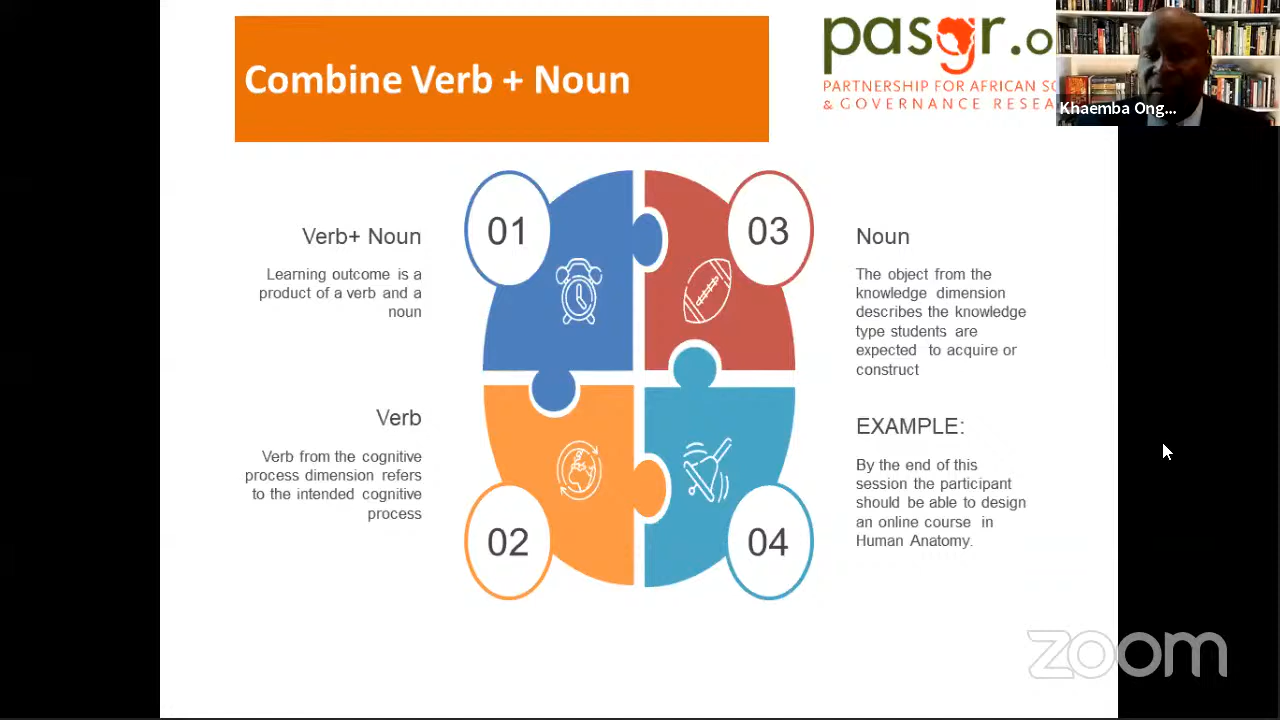 Combine Verb + Noun
pasgr.o
PARTNERSHIP FOR AFRICAN SO
& GOVERNANCE RESEA
Khaemba Ong...
01
Verb+ Noun
Learning outcome is a
product of a verb and a
noun
02
Verb
Verb from the cognitive
process dimension refers
to the intended cognitive
process
03
Noun
The object from the
knowledge dimension
describes the knowledge
type students are
expected to acquire or
construct
04
EXAMPLE:
By the end of this
session the participant
should be able to design
an online course in
Human Anatomy.
zoom